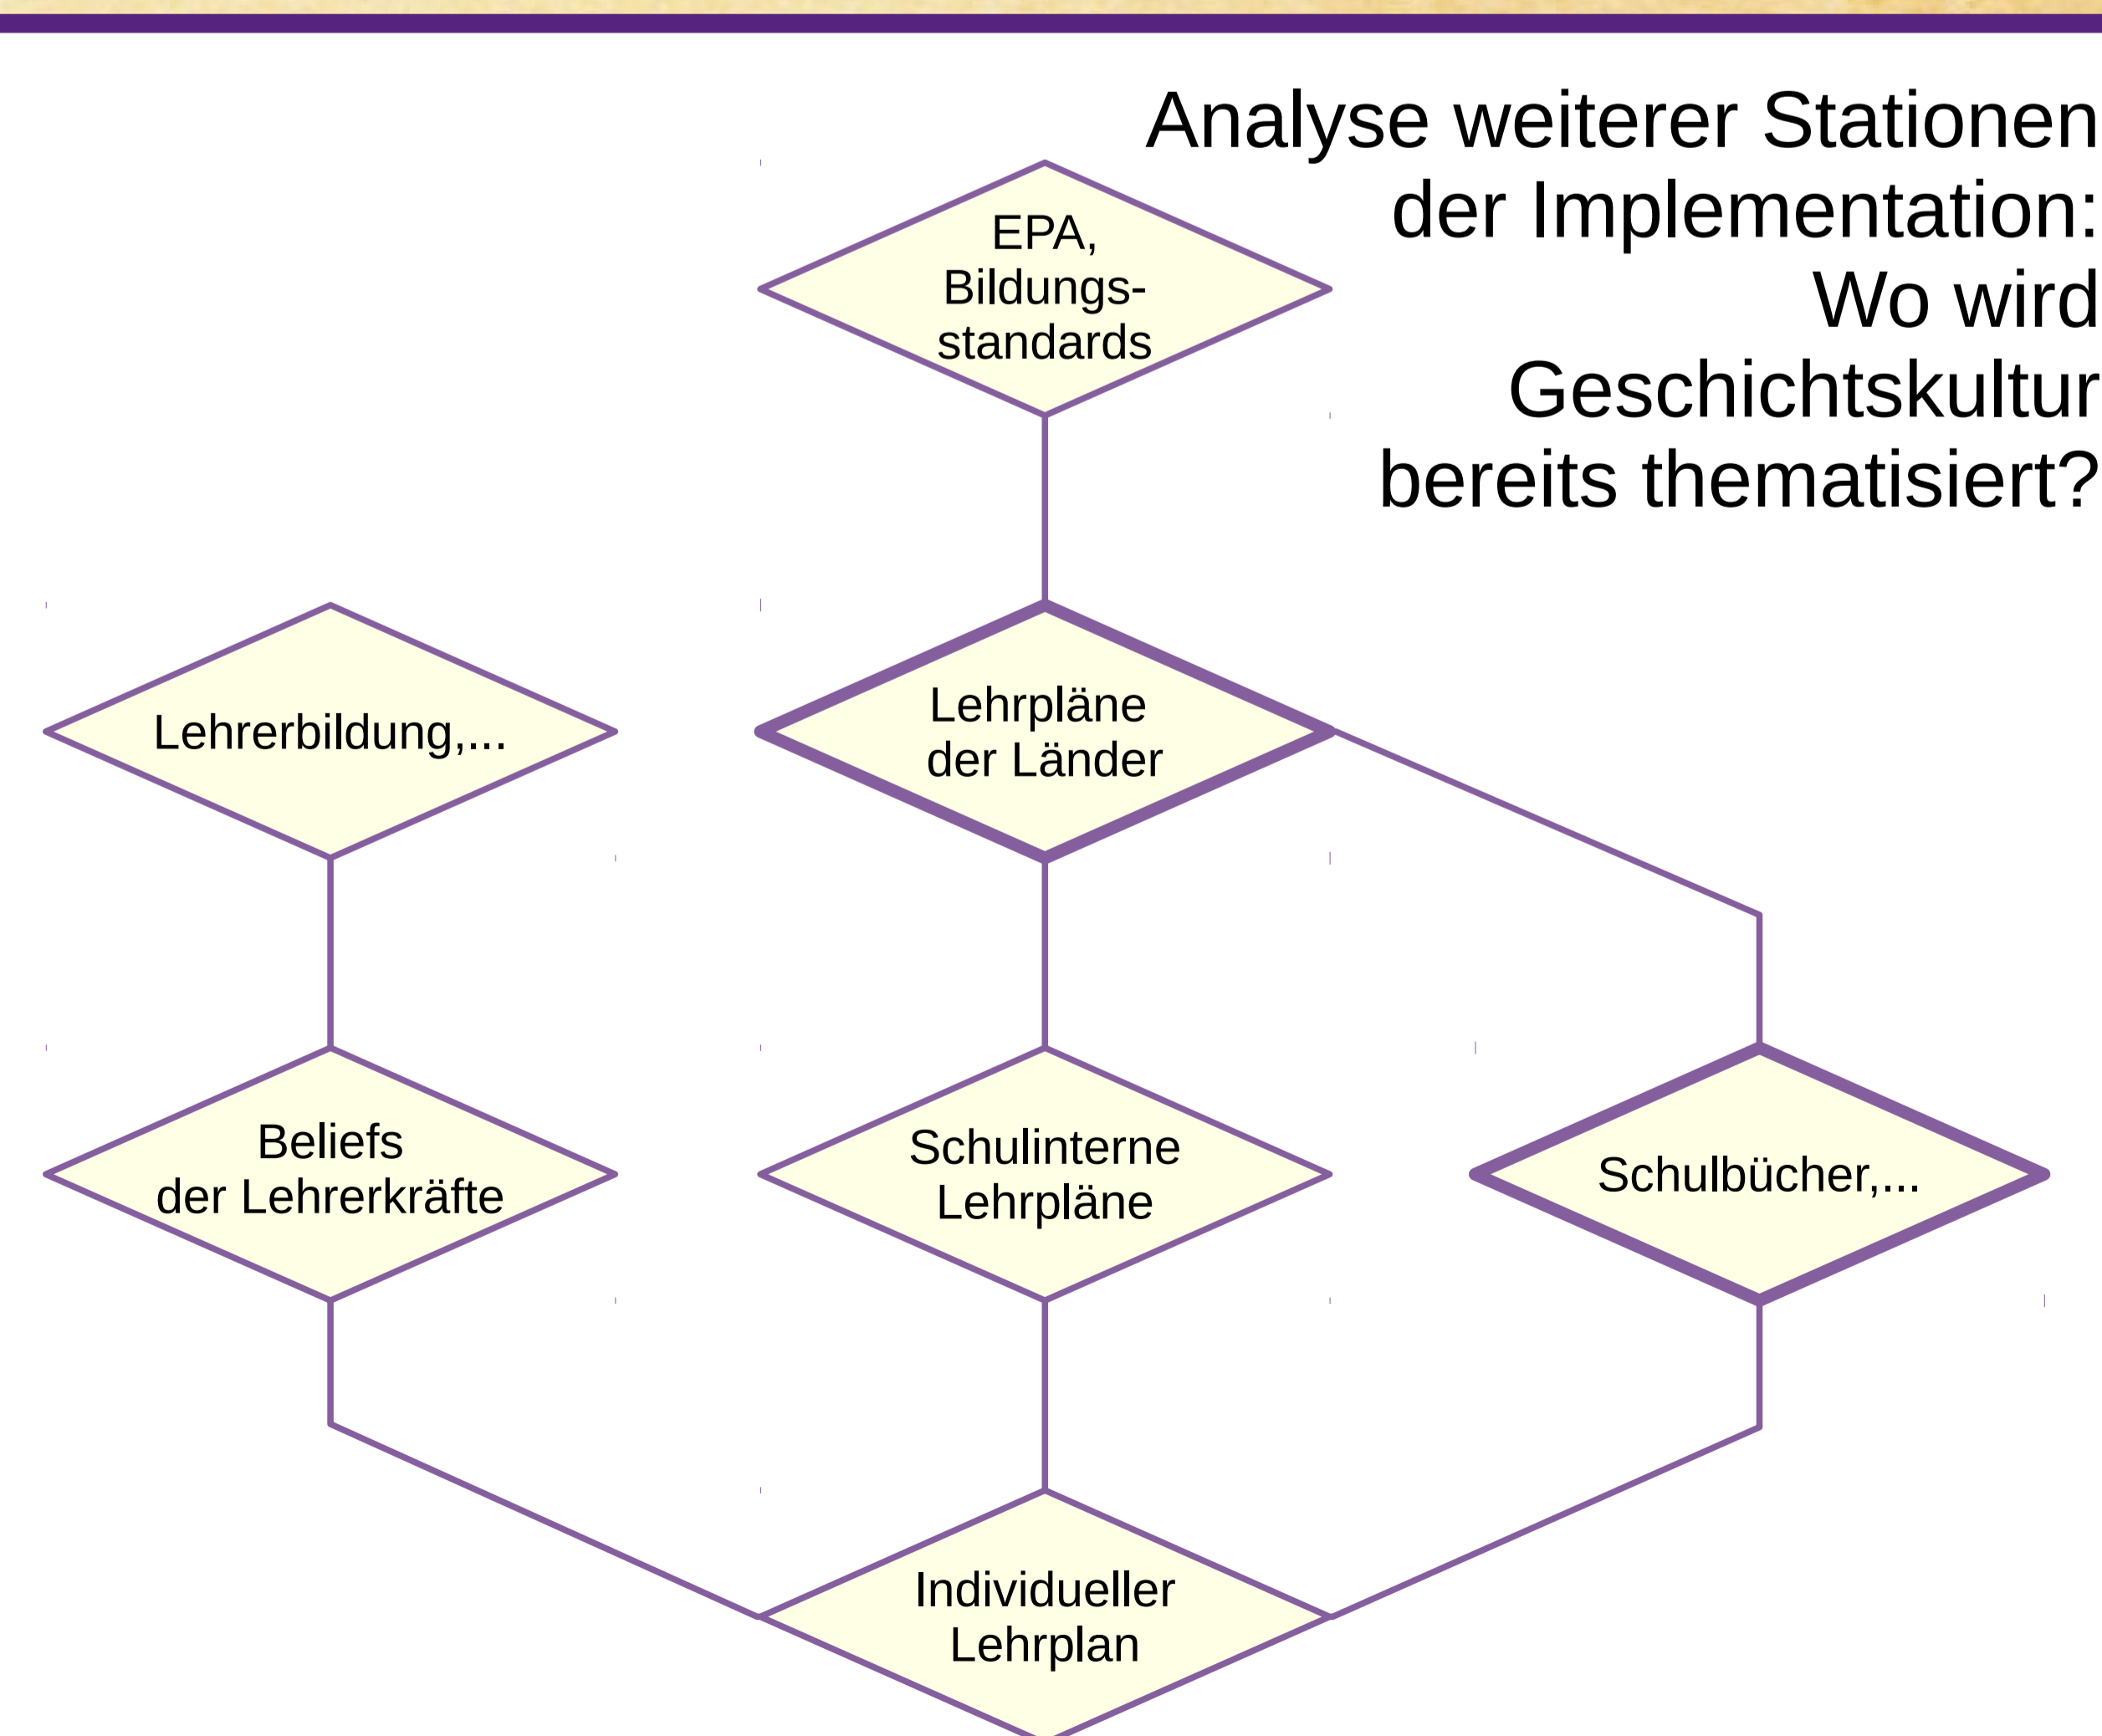 Analyse weiterer Stationen
der Implementation:
Wo wird
Geschichtskultur
bereits thematisiert?
EPA,
Bildungs-
standards
Lehrerbildung,...
Lehrpläne
der Länder
Beliefs
der Lehrerkräfte
Schulinterne
Lehrpläne
Schulbücher,...
Individueller
Lehrplan